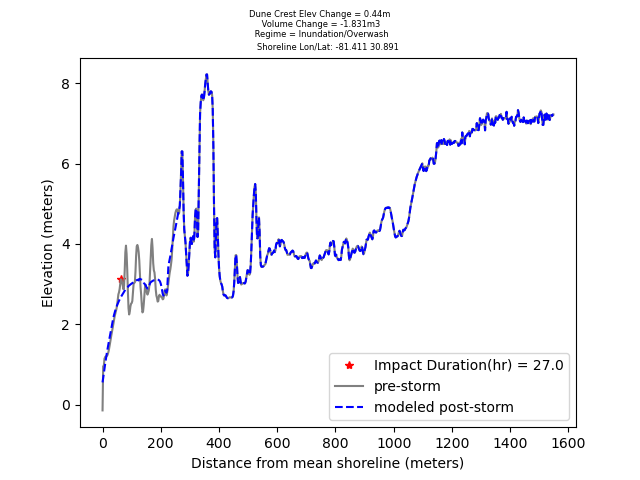 Dune Crest Elev Change = 0.44m
Volume Change = -1.831m3
Regime = Inundation/Overwash
Shoreline Lon/Lat: -81.411 30.891
8
6
4
2
0
Elevation (meters)
Impact Duration(hr) = 27.0
pre-storm
modeled post-storm
0 200 400 600 800 1000 1200 1400 1600
Distance from mean shoreline (meters)